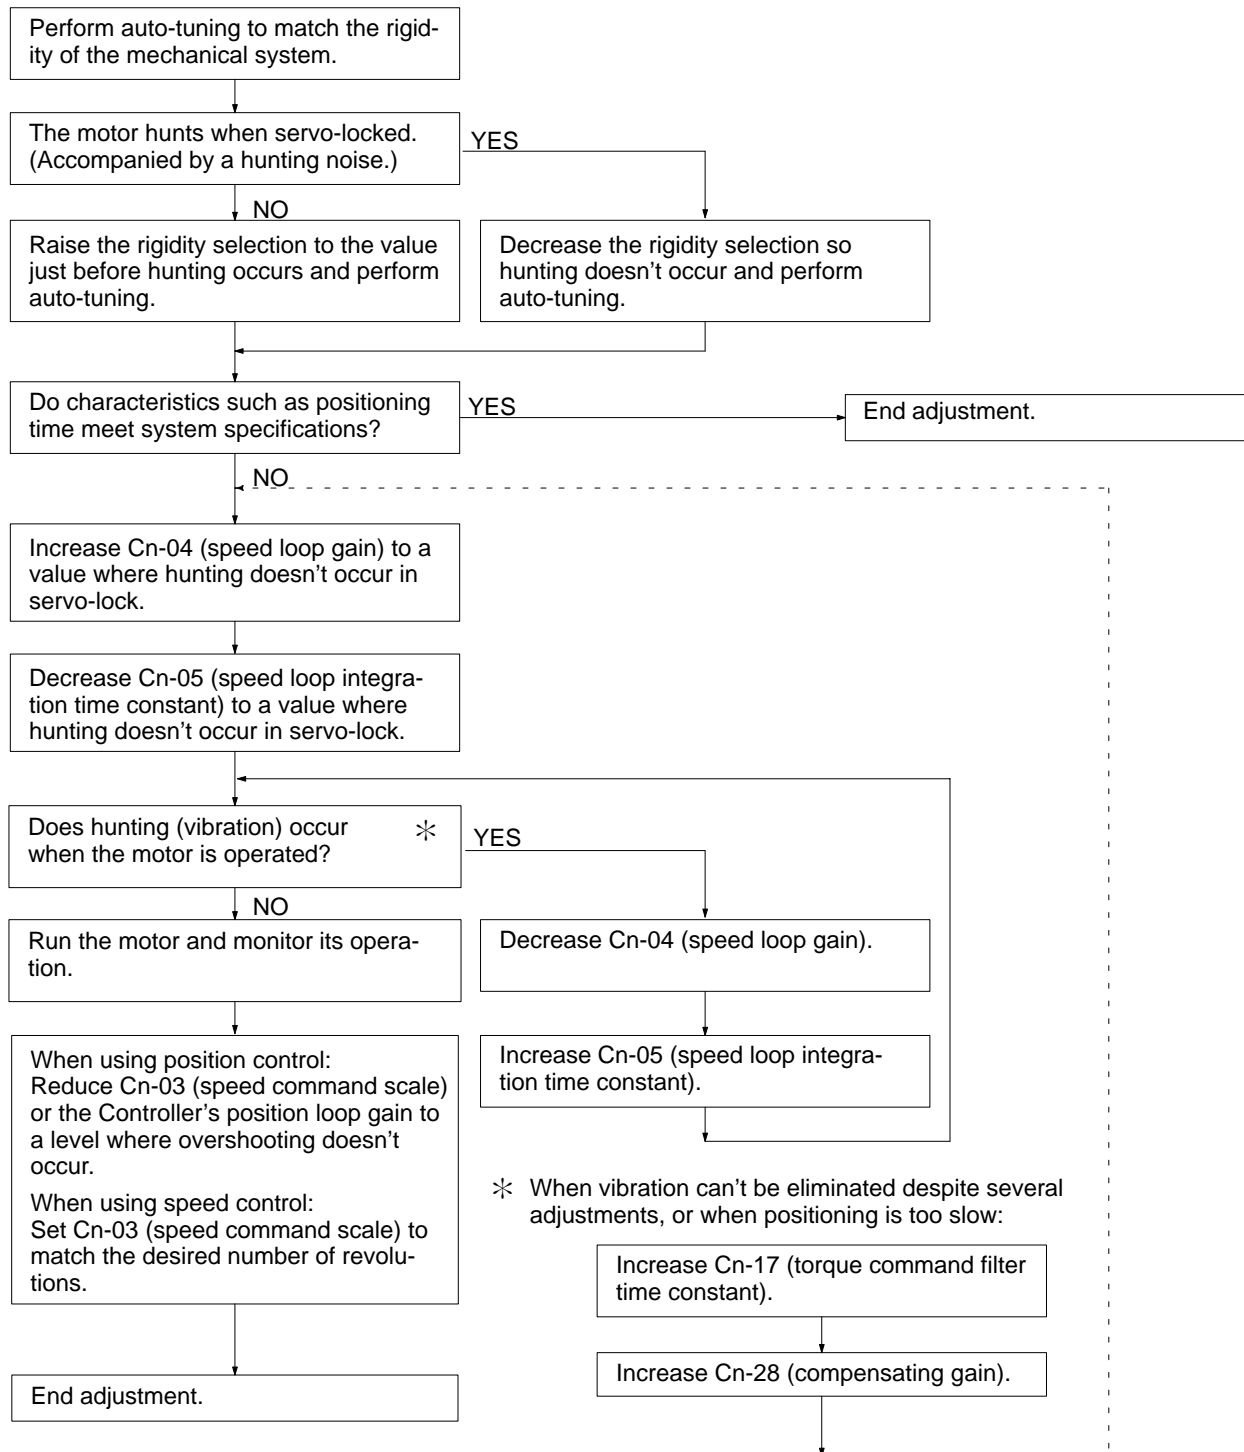 Perform auto-tuning to match the rigid-
ity of the mechanical system.
The motor hunts when servo-locked.
(Accompanied by a hunting noise.)
YES
NO
Raise the rigidity selection to the value
just before hunting occurs and perform
auto-tuning.
Decrease the rigidity selection so
hunting doesn't occur and perform
auto-tuning.
Do characteristics such as positioning
time meet system specifications?
YES
End adjustment.
NO
Increase Cn-04 (speed loop gain) to a
value where hunting doesn't occur in
servo-lock.
Decrease Cn-05 (speed loop integra-
tion time constant) to a value where
hunting doesn't occur in servo-lock.
Does hunting (vibration) occur
when the motor is operated?
*
YES
NO
Run the motor and monitor its opera-
tion.
Decrease Cn-04 (speed loop gain).
Increase Cn-05 (speed loop integra-
tion time constant).
When using position control:
Reduce Cn-03 (speed command scale)
or the Controller's position loop gain to
a level where overshooting doesn't
occur.
When using speed control:
Set Cn-03 (speed command scale) to
match the desired number of revolu-
tions.
* When vibration can't be eliminated despite several
adjustments, or when positioning is too slow:
Increase Cn-17 (torque command filter
time constant).
Increase Cn-28 (compensating gain).
End adjustment.